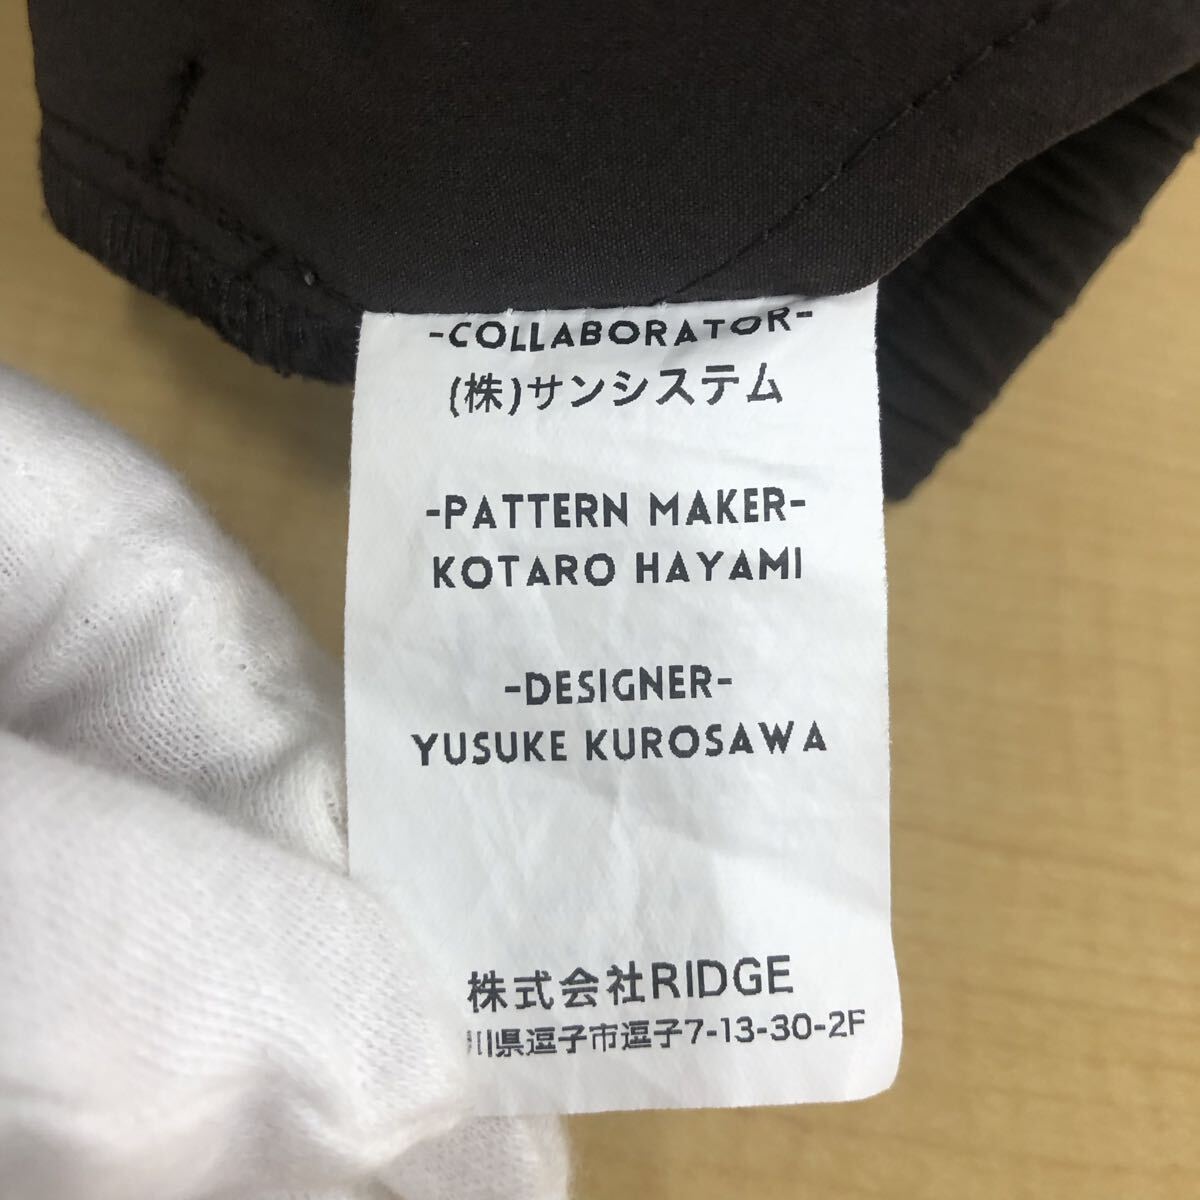 -COLLABORATOR-
(株)サンシステム
-PATTERN MAKER-
KOTARO HAYAMI
-DESIGNER-
YUSUKE KUROSAWA
株式会社RIDGE
川県逗子市逗子7-13-30-2F